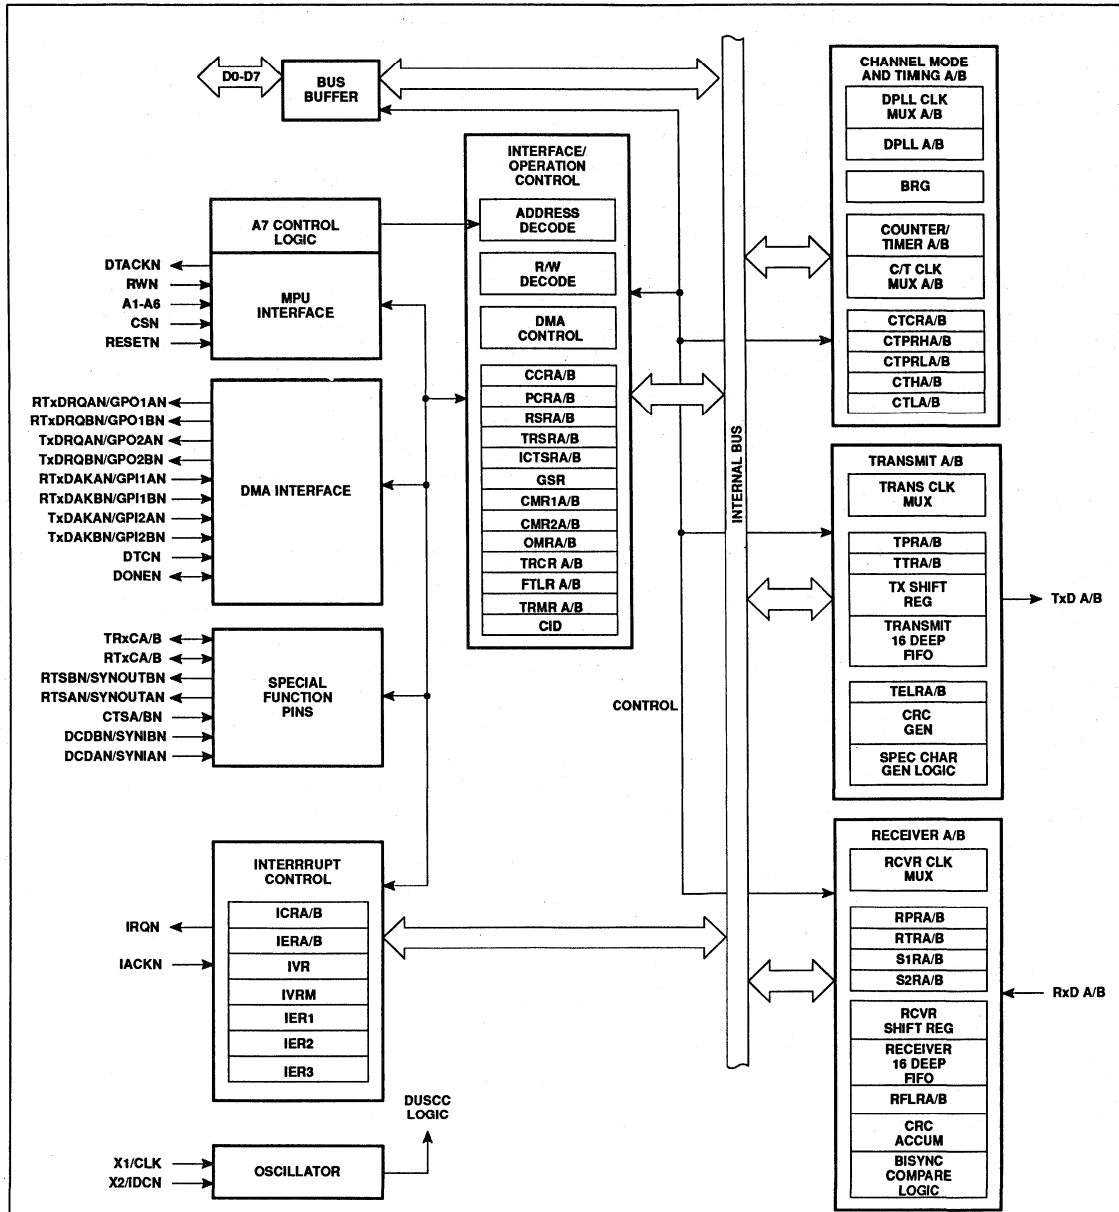 D0-D7
BUS
BUFFER
A7 CONTROL
LOGIC
MPU
INTERFACE
DTACKN
RWN
A1-A6
CSN
RESETN
DMA INTERFACE
RTxDRQAN/GPO1AN
RTxDRQBN/GPO1BN
TxDRQAN/GPO2AN
TxDRQBN/GPO2BN
RTxDAKAN/GPI1AN
RTxDAKBN/GPI1BN
TxDAKAN/GPI2AN
TxDAKBN/GPI2BN
DTCN
DONEN
SPECIAL
FUNCTION
PINS
TRxCA/B
RTxCA/B
RTSBN/SYNOUTBN
RTSAN/SYNOUTAN
CTSA/BN
DCDBN/SYNIBN
DCDAN/SYNIAN
INTERRRUPT
CONTROL
ICRA/B
IERA/B
IVR
IVRM
IER1
IER2
IER3
IRQN
IACKN
DUSCC
LOGIC
OSCILLATOR
X1/CLK
X2/IDCN
INTERFACE/
OPERATION
CONTROL
ADDRESS
DECODE
R/W
DECODE
DMA
CONTROL
CCRA/B
PCRA/B
RSRA/B
TRSRA/B
ICTSRA/B
GSR
CMR1A/B
CMR2A/B
OMRA/B
TRCR A/B
FTLR A/B
TRMR A/B
CID
CONTROL
INTERNAL BUS
CHANNEL MODE
AND TIMING A/B
DPLL CLK
MUX A/B
DPLL A/B
BRG
COUNTER/
TIMER A/B
C/T CLK
MUX A/B
CTCRA/B
CTPRHA/B
CTPRLA/B
CTHA/B
CTLA/B
TRANSMIT A/B
TRANS CLK
MUX
TPRA/B
TTRA/B
TX SHIFT
REG
TRANSMIT
16 DEEP
FIFO
TELRA/B
CRC
GEN
SPEC CHAR
GEN LOGIC
TxD A/B
RECEIVER A/B
RCVR CLK
MUX
RPRA/B
RTRA/B
S1RA/B
S2RA/B
RCVR
SHIFT REG
RECEIVER
16 DEEP
FIFO
RFLRA/B
CRC
ACCUM
BISYNC
COMPARE
LOGIC
RxD A/B